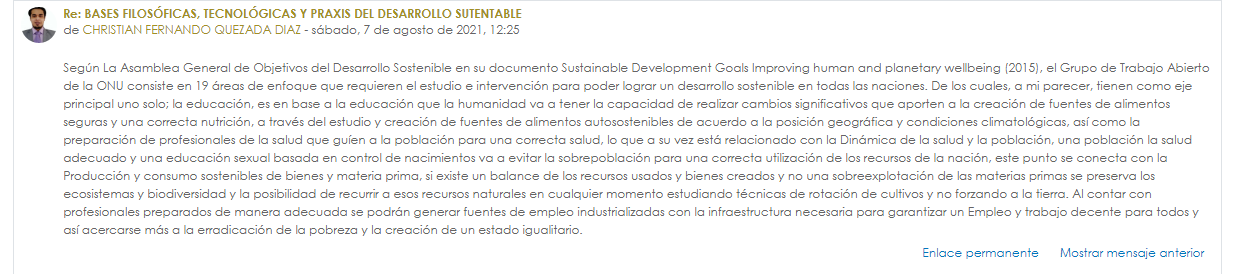 Re: BASES FILOSÓFICAS, TECNOLÓGICAS Y PRAXIS DEL DESARROLLO SUTENTABLE
de CHRISTIAN FERNANDO QUEZADA DIAZ - sábado, 7 de agosto de 2021, 12:25
Según La Asamblea General de Objetivos del Desarrollo Sostenible en su documento Sustainable Development Goals Improving human and planetary wellbeing (2015), el Grupo de Trabajo Abierto
de la ONU consiste en 19 áreas de enfoque que requieren el estudio e intervención para poder lograr un desarrollo sostenible en todas las naciones. De los cuales, a mi parecer, tienen como eje
principal uno solo; la educación, es en base a la educación que la humanidad va a tener la capacidad de realizar cambios significativos que aporten a la creación de fuentes de alimentos
seguras y una correcta nutrición, a través del estudio y creación de fuentes de alimentos autosostenibles de acuerdo a la posición geográfica y condiciones climatológicas, así como la
preparación de profesionales de la salud que guíen a la población para una correcta salud, lo que a su vez está relacionado con la Dinámica de la salud y la población, una población la salud
adecuado y una educación sexual basada en control de nacimientos va a evitar la sobrepoblación para una correcta utilización de los recursos de la nación, este punto se conecta con la
Producción y consumo sostenibles de bienes y materia prima, si existe un balance de los recursos usados y bienes creados y no una sobreexplotación de las materias primas se preserva los
ecosistemas y biodiversidad y la posibilidad de recurrir a esos recursos naturales en cualquier momento estudiando técnicas de rotación de cultivos y no forzando a la tierra. Al contar con
profesionales preparados de manera adecuada se podrán generar fuentes de empleo industrializadas con la infraestructura necesaria para garantizar un Empleo y trabajo decente para todos y
así acercarse más a la erradicación de la pobreza y la creación de un estado igualitario.
Enlace permanente Mostrar mensaje anterior